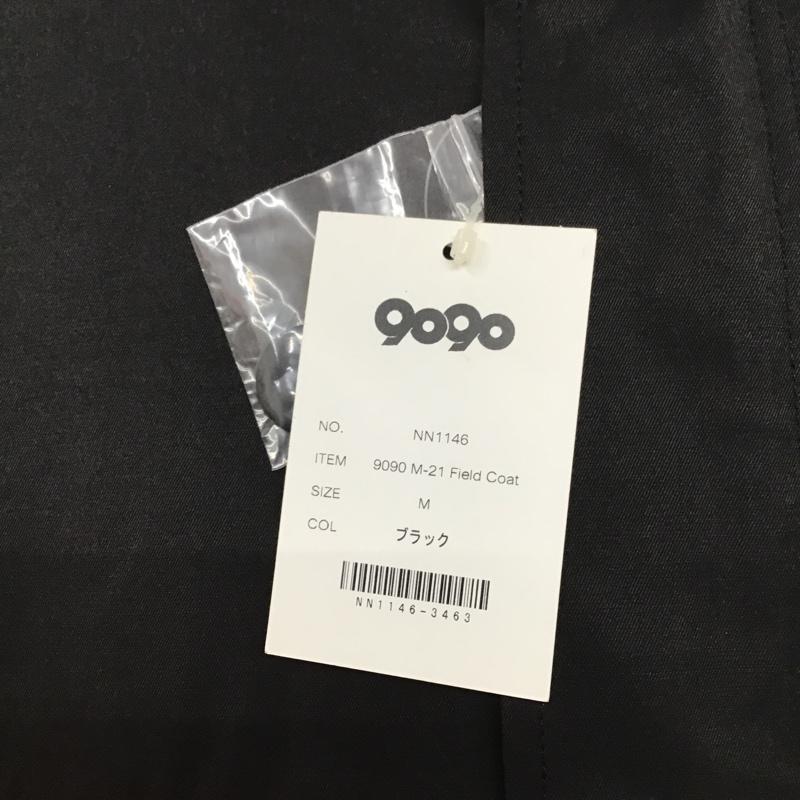 9090
NO. NN1146
ITEM 9090 M-21 Field Coat
SIZE M
COL ブラック
NN1146-3463